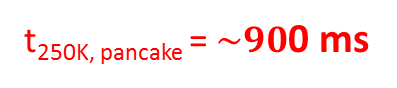 t250K, pancake = ~900 ms